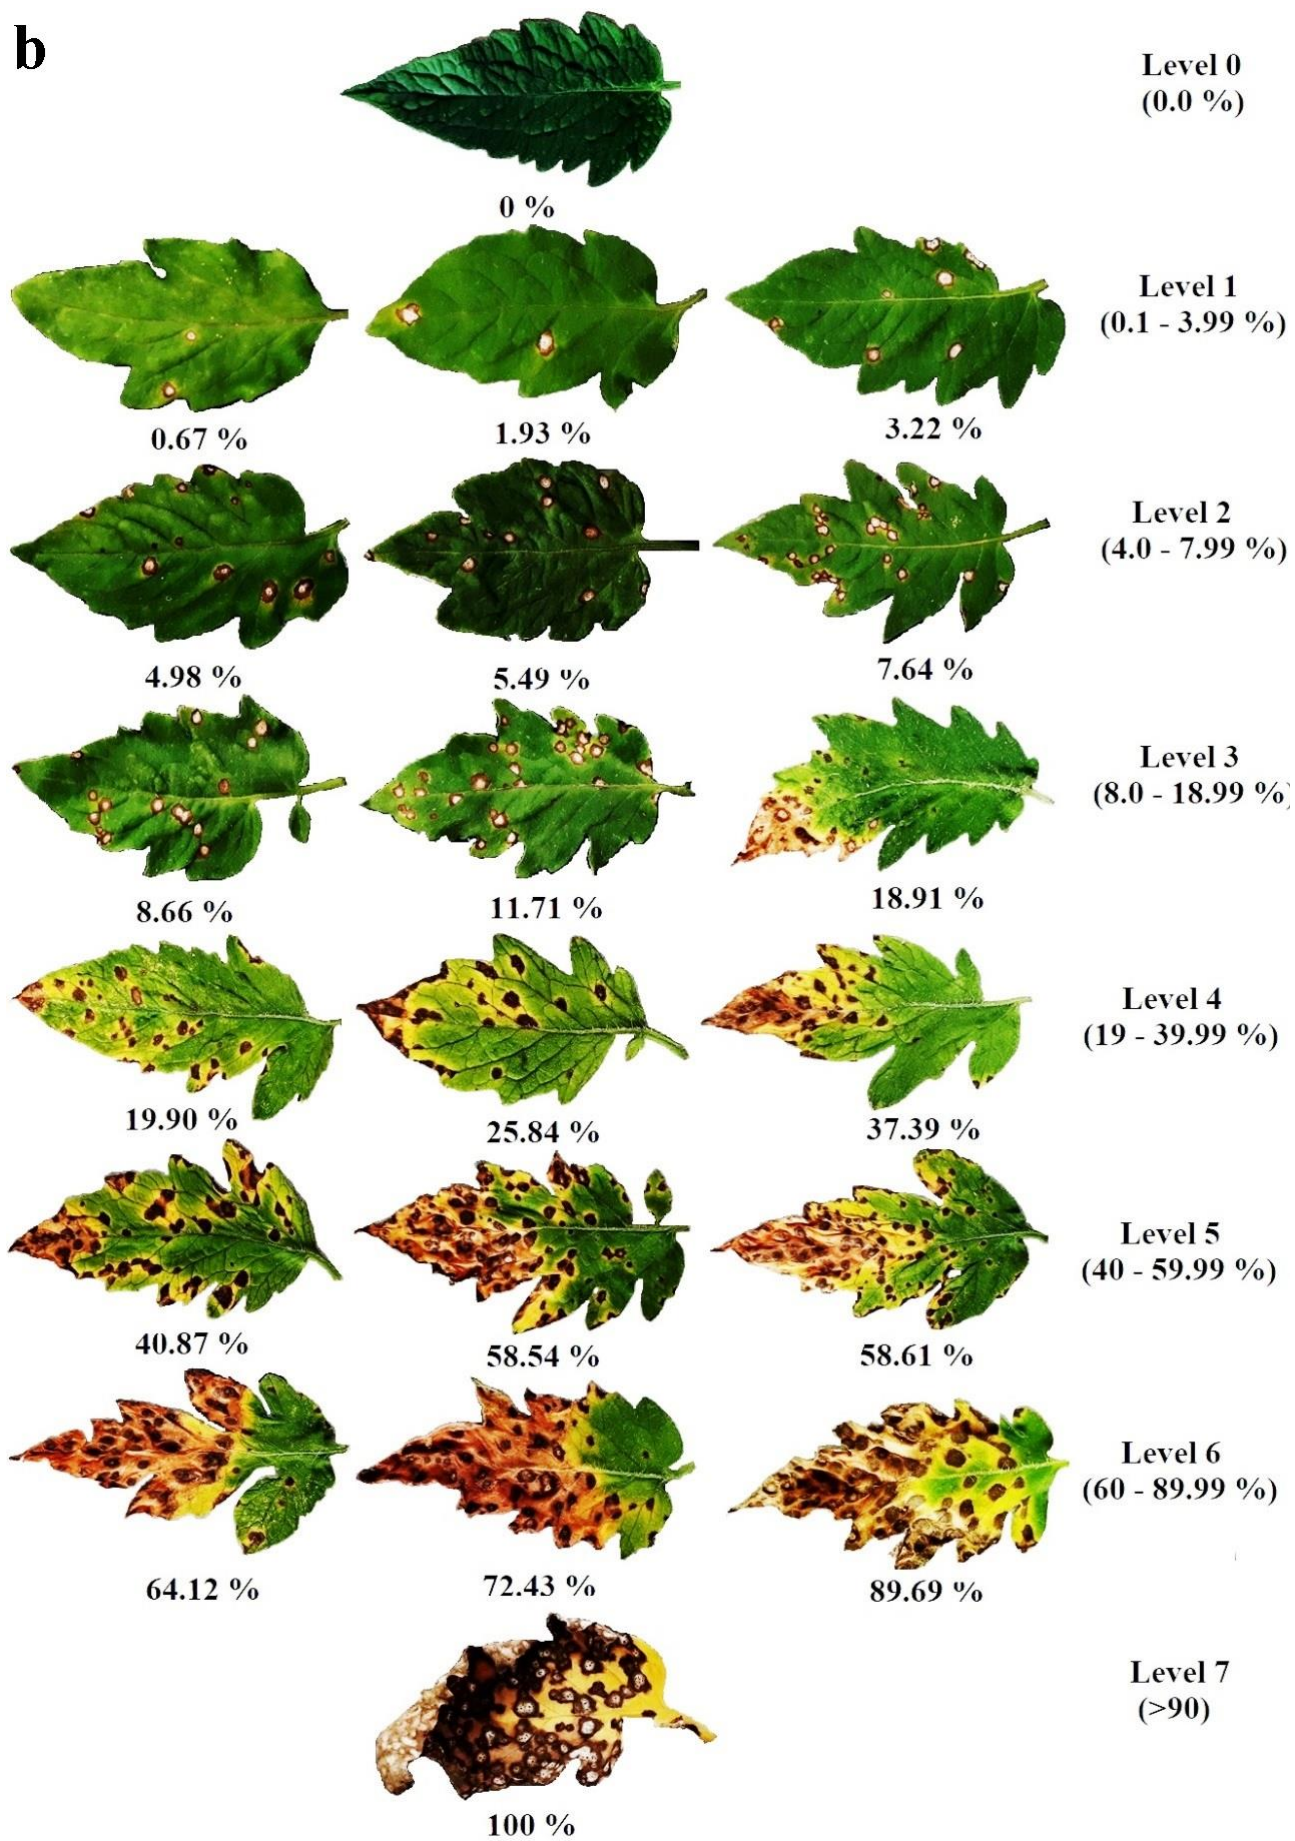 b
Level 0
(0.0 %)
0 %
Level 1
(0.1 - 3.99 %)
0.67 %
1.93 %
3.22 %
Level 2
(4.0 - 7.99 %)
4.98 %
5.49 %
7.64 %
Level 3
(8.0 - 18.99 %)
8.66 %
11.71 %
18.91 %
Level 4
(19 - 39.99 %)
19.90 %
25.84 %
37.39 %
Level 5
(40 - 59.99 %)
40.87 %
58.54 %
58.61 %
Level 6
(60 - 89.99 %)
64.12 %
72.43 %
89.69 %
Level 7
(>90)
100 %